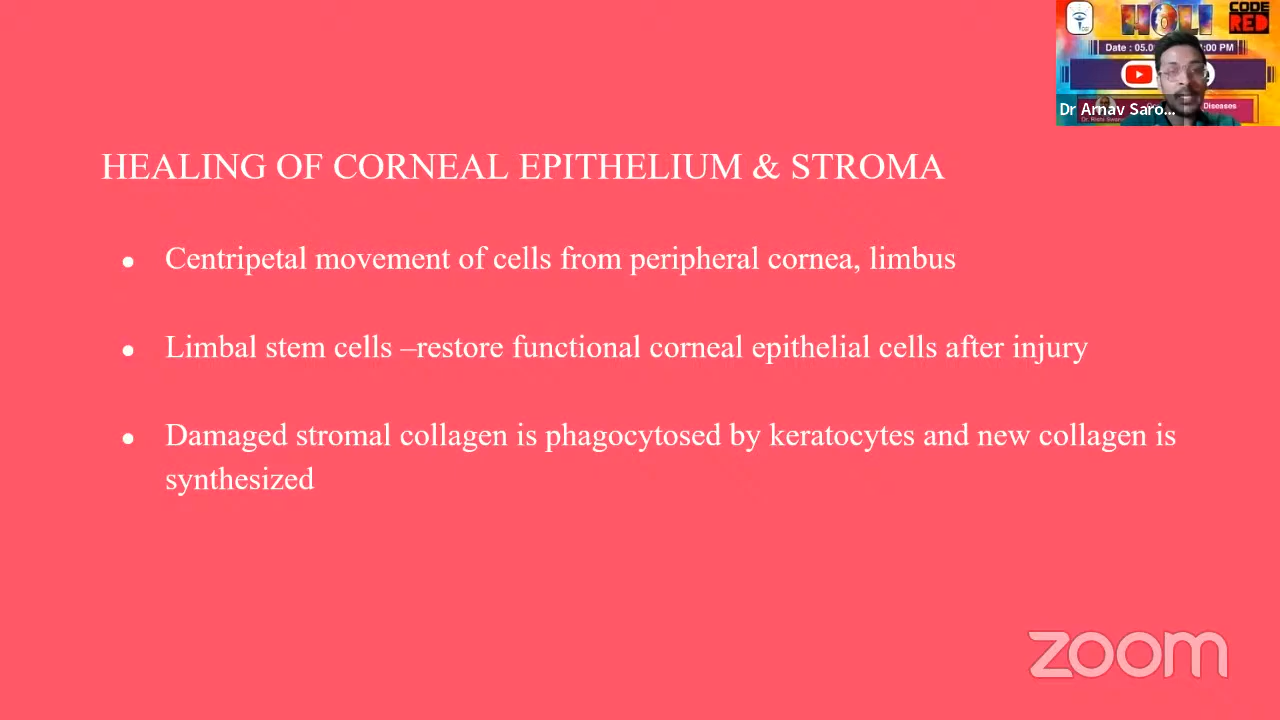 HOLI
CODE
RED
Date : 05.0
:00 PM
Diseases
Dr Arnav Saro...
HEALING OF CORNEAL EPITHELIUM & STROMA
● Centripetal movement of cells from peripheral cornea, limbus
● Limbal stem cells –restore functional corneal epithelial cells after injury
● Damaged stromal collagen is phagocytosed by keratocytes and new collagen is
synthesized
zoom